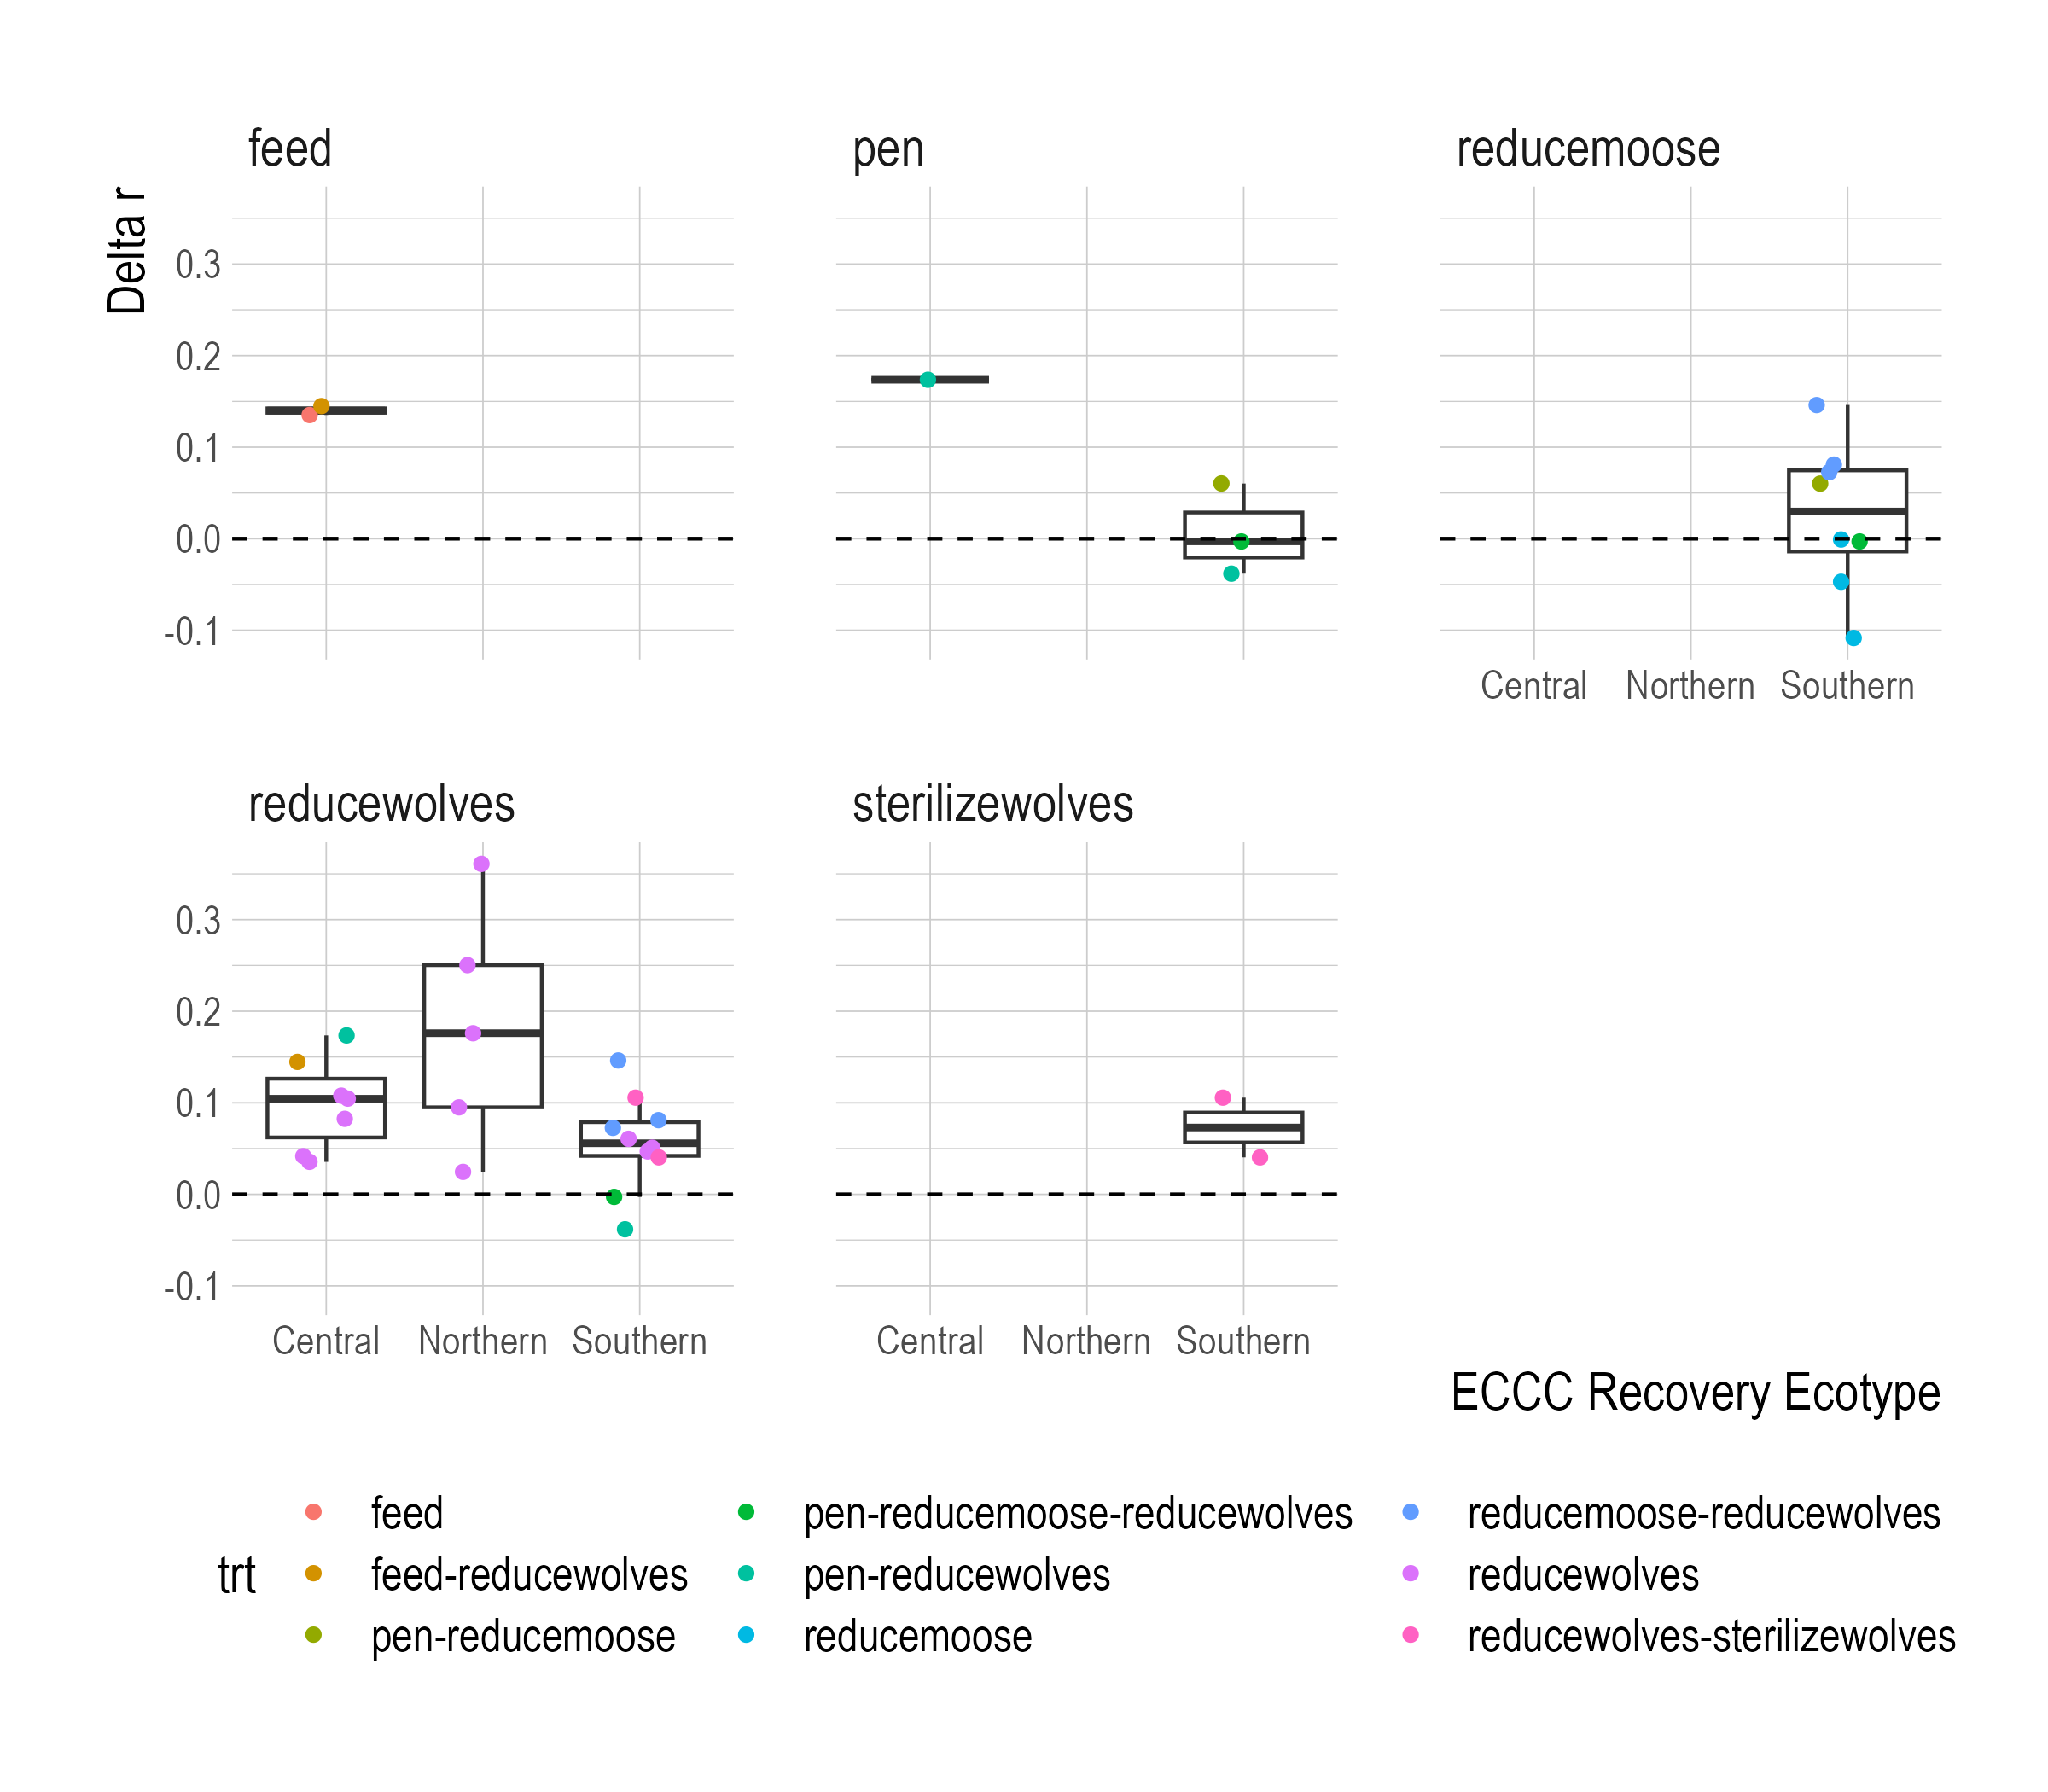 feed
pen
reducemoose
Delta r
0.3
0.2
0.1
0.0
-0.1
Central Northern Southern
reducewolves
sterilizewolves
0.3
0.2
0.1
0.0
-0.1
Central Northern Southern
Central Northern Southern
ECCC Recovery Ecotype
trt
feed
feed-reducewolves
pen-reducemoose
pen-reducemoose-reducewolves
pen-reducewolves
reducemoose
reducemoose-reducewolves
reducewolves
reducewolves-sterilizewolves